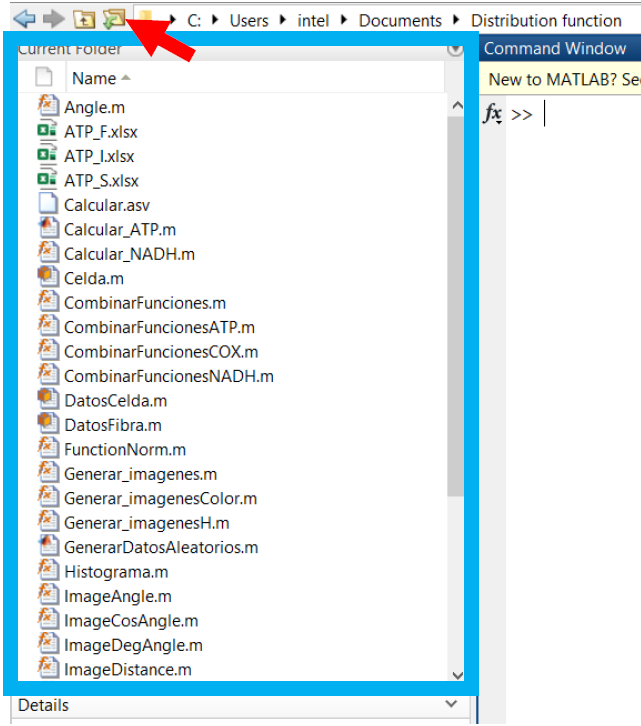 C: Users intel Documents Distribution function
Current Folder
Command Window
Name
New to MATLAB? See
fx >>
Angle.m
ATP_F.xlsx
ATP_I.xlsx
ATP_S.xlsx
Calcular.asv
Calcular_ATP.m
Calcular_NADH.m
Celda.m
CombinarFunciones.m
CombinarFuncionesATP.m
CombinarFuncionesCOX.m
CombinarFuncionesNADH.m
DatosCelda.m
DatosFibra.m
FunctionNorm.m
Generar_imagenes.m
Generar_imagenesColor.m
Generar_imagenesH.m
GenerarDatosAleatorios.m
Histograma.m
ImageAngle.m
ImageCosAngle.m
ImageDegAngle.m
ImageDistance.m
Details